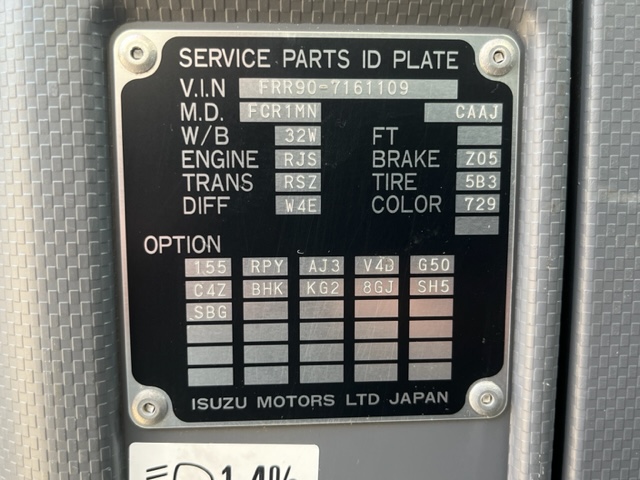 SERVICE PARTS ID PLATE
V.I.N FRR90-7161109
M.D. FCR1MN CAAJ
W/B 32W FT
ENGINE RJS BRAKE Z05
TRANS RSZ TIRE 5B3
DIFF W4E COLOR 729
OPTION
155 RPY AJ3 V4D G50
C4Z BHK KG2 8GJ SH5
SBG
ISUZU MOTORS LTD JAPAN
1.4%